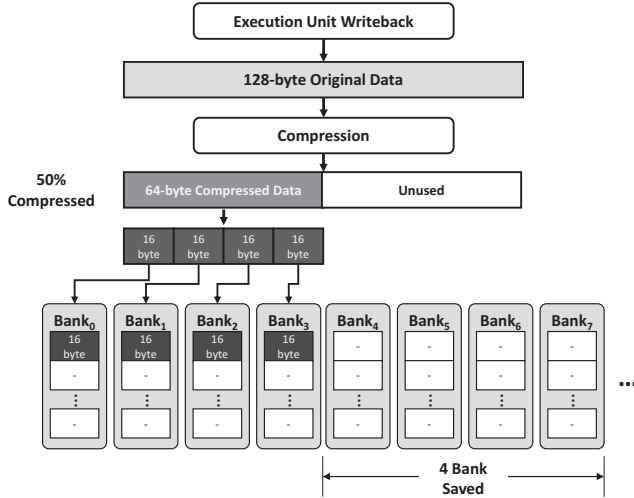 Execution Unit Writeback
128-byte Original Data
Compression
50%
Compressed
64-byte Compressed Data
Unused
16
byte
16
byte
16
byte
16
byte
Bank0
Bank1
Bank2
Bank3
Bank4
Bank5
Bank6
Bank7
16
byte
16
byte
16
byte
16
byte
-
-
-
-
-
-
-
-
-
-
-
-
⋮
⋮
⋮
⋮
⋮
⋮
⋮
⋮
-
-
-
-
-
-
-
-
...
4 Bank
Saved